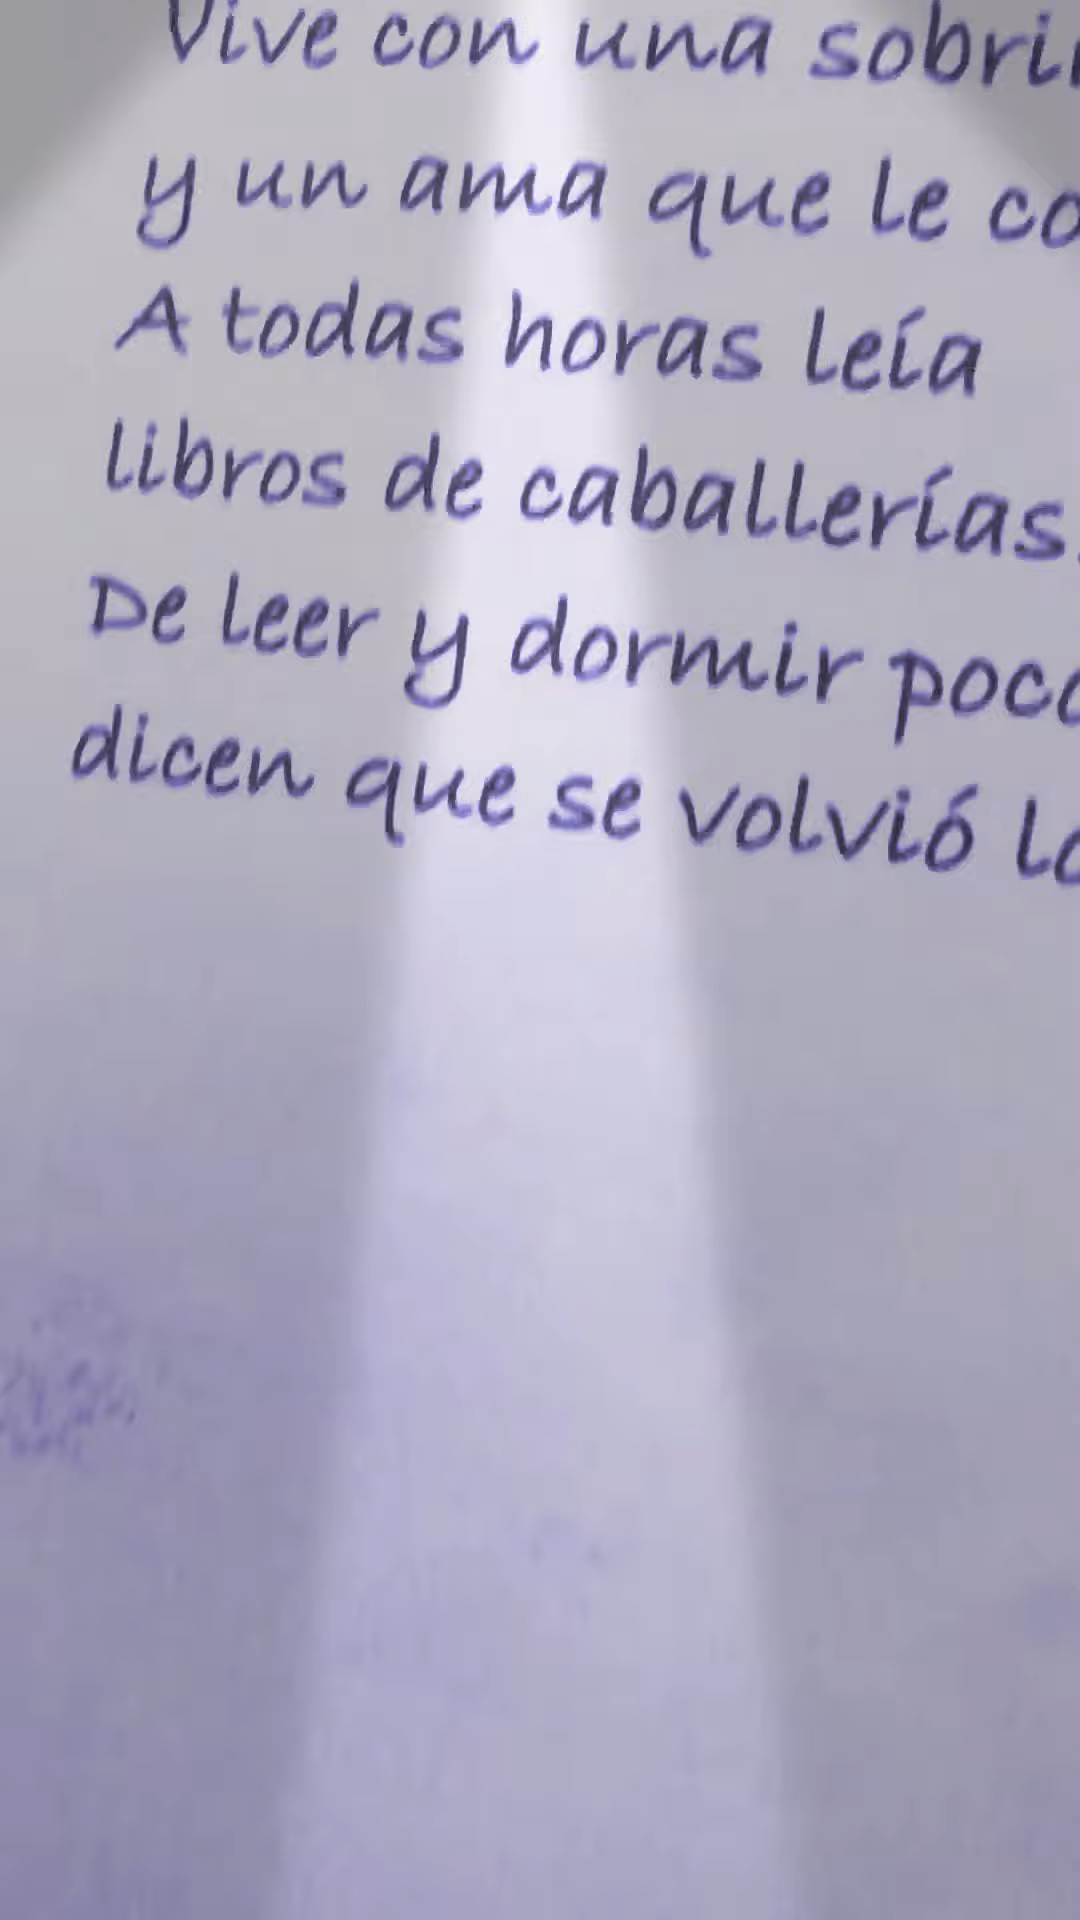 Vive con una
y un ama que le
A todas horas leía
libros de caballerías.
De leer y dormir poco
dicen que se volvió